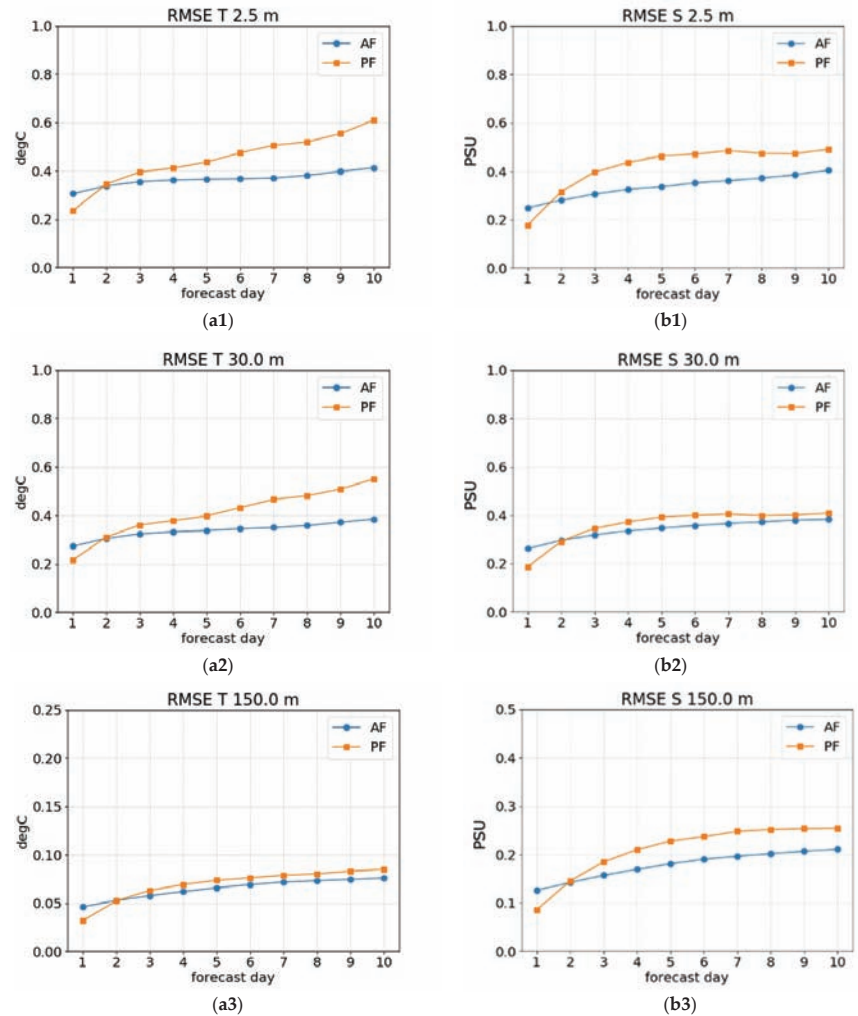 RMSE T 2.5 m
1.0
0.8
0.6
0.4
0.2
0.0
degC
AF
PF
1 2 3 4 5 6 7 8 9 10
forecast day
(a1)
RMSE S 2.5 m
1.0
0.8
0.6
0.4
0.2
0.0
PSU
AF
PF
1 2 3 4 5 6 7 8 9 10
forecast day
(b1)
RMSE T 30.0 m
1.0
0.8
0.6
0.4
0.2
0.0
degC
AF
PF
1 2 3 4 5 6 7 8 9 10
forecast day
(a2)
RMSE S 30.0 m
1.0
0.8
0.6
0.4
0.2
0.0
PSU
AF
PF
1 2 3 4 5 6 7 8 9 10
forecast day
(b2)
RMSE T 150.0 m
0.25
0.20
0.15
0.10
0.05
0.00
degC
AF
PF
1 2 3 4 5 6 7 8 9 10
forecast day
(a3)
RMSE S 150.0 m
0.5
0.4
0.3
0.2
0.1
0.0
PSU
AF
PF
1 2 3 4 5 6 7 8 9 10
forecast day
(b3)